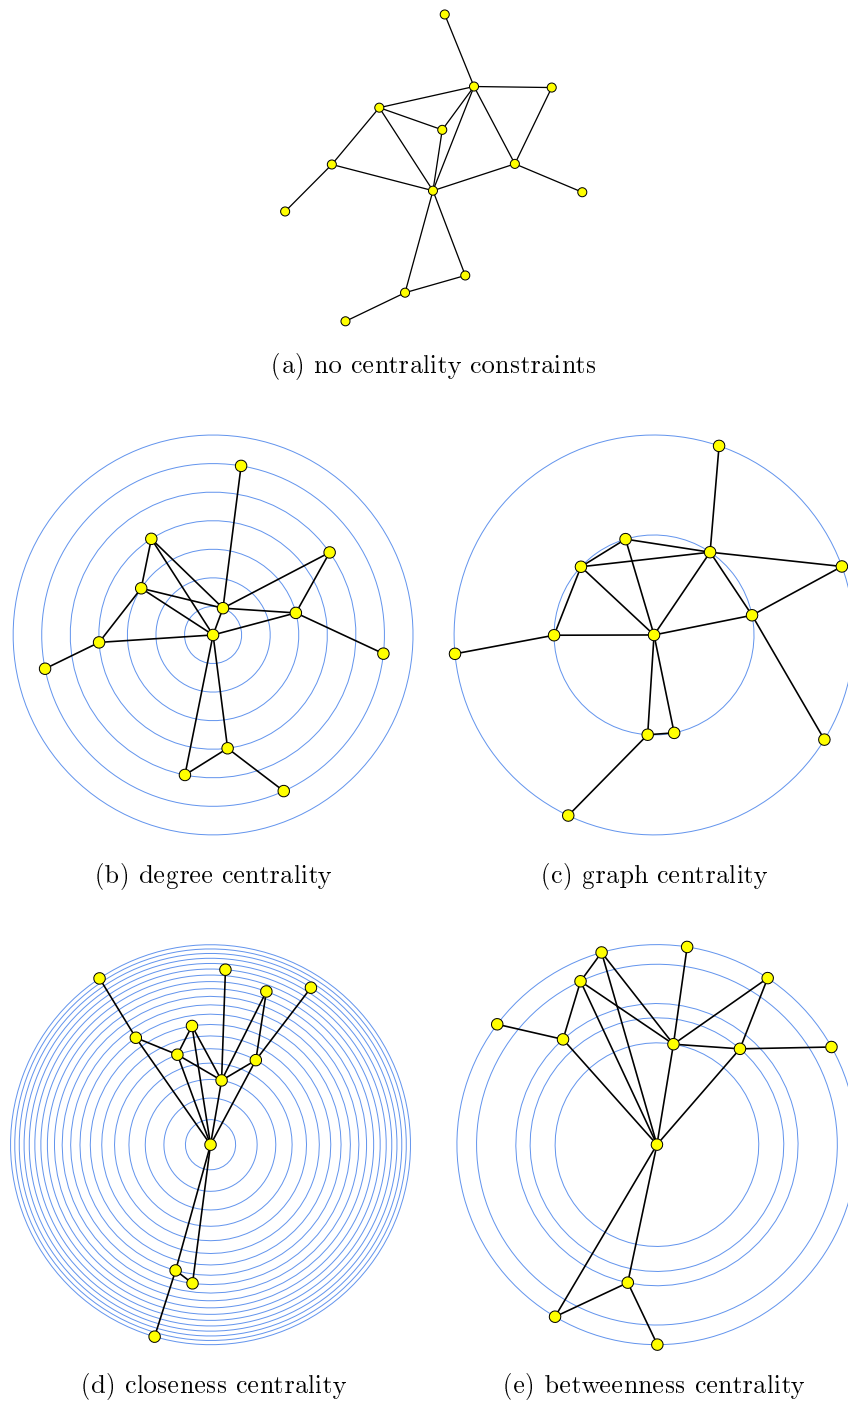 (a) no centrality constraints
(b) degree centrality
(c) graph centrality
(d) closeness centrality
(e) betweenness centrality